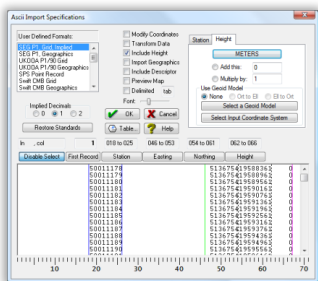 Ascii Import Specifications
User Defined Formats:
SEG P1, Grid, Implied
SEG P1, Geographics
UKOOA P1/90 Grid
UKOOA P1/90 Geographics
SPS Point Record
Swift CMB Grid
Swift CMB Geographics
Implied Decimals
0 1 2
Restore Standards
Modify Coordinates
Transform Data
Include Height
Import Geographics
Include Descriptor
Preview Map
Delimited tab
Font:
OK Cancel
Table... Help
Station Height
METERS
Add this: 0
Multiply by: 1
Use Geoid Model
None Ort to Ell Ell to Ort
Select a Geoid Model
Select Input Coordinate System
ln , col 1 018 to 025 046 to 053 054 to 061 062 to 066
Disable Select First Record Station Easting Northing Height
50011178
50011179
50011180
50011181
50011182
50011183
50011184
50011185
50011186
50011187
50011188
50011189
50011190
10 20 30 40 50 60 70